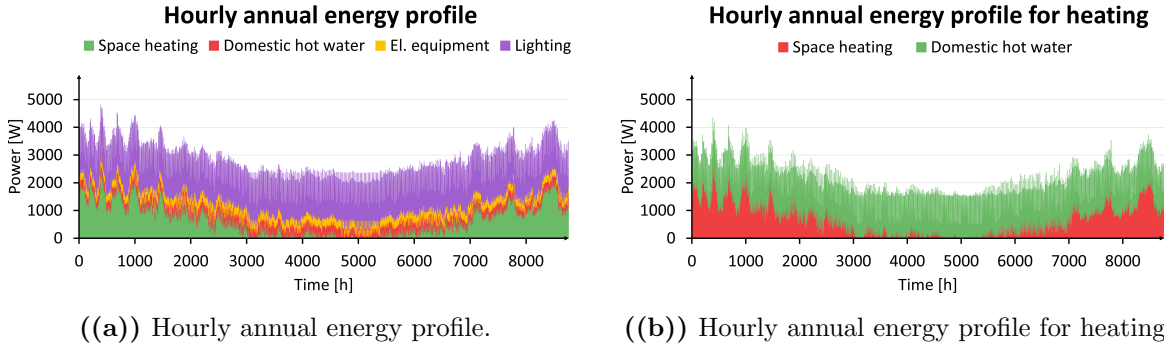 Hourly annual energy profile
Space heating Domestic hot water El. equipment Lighting
Power [W]
5000
4000
3000
2000
1000
0
0 1000 2000 3000 4000 5000 6000 7000 8000
Time [h]
((a)) Hourly annual energy profile.
Hourly annual energy profile for heating
Space heating Domestic hot water
Power [W]
5000
4000
3000
2000
1000
0
0 1000 2000 3000 4000 5000 6000 7000 8000
Time [h]
((b)) Hourly annual energy profile for heating